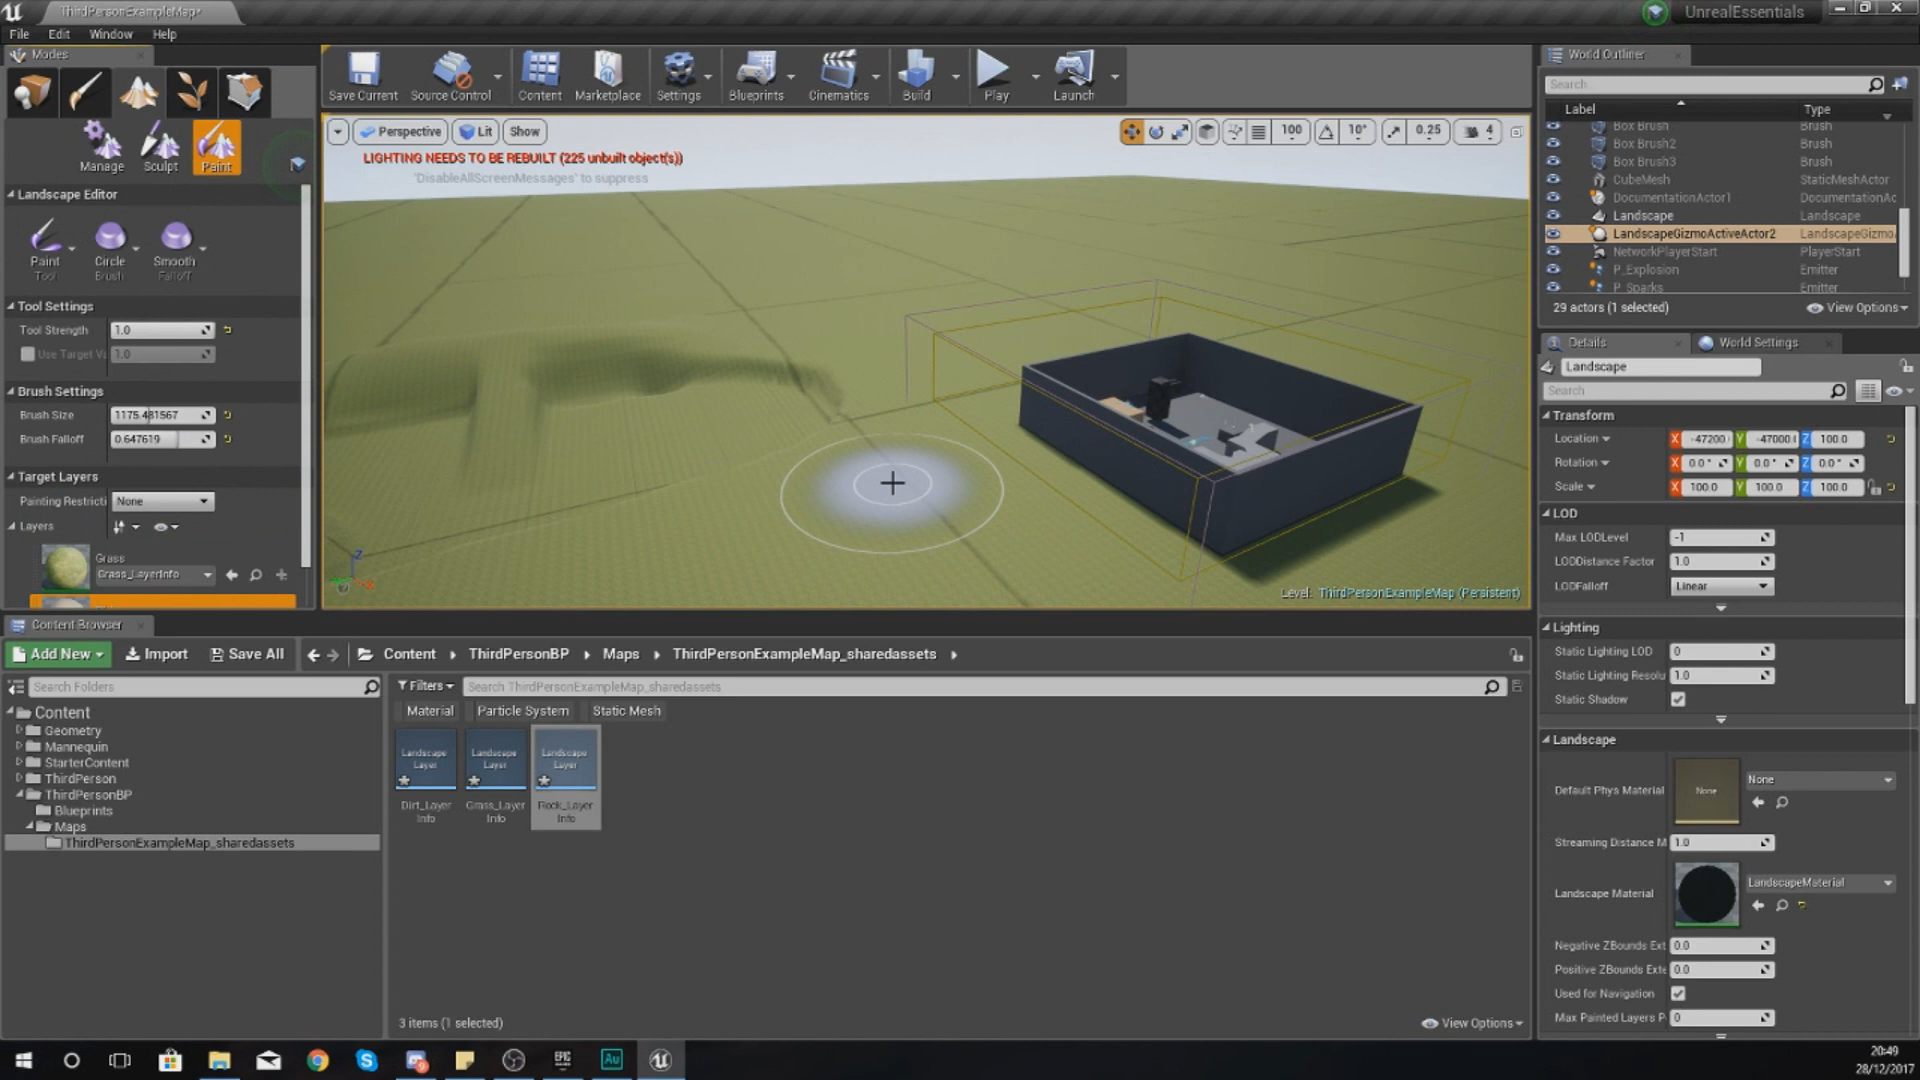 ThirdPersonExampleMap*
UnrealEssentials
File Edit Window Help
Modes
Save Current Source Control Content Marketplace Settings Blueprints Cinematics Build Play Launch
Manage Sculpt Paint
Landscape Editor
Paint Circle Smooth
Tool Brush Falloff
Tool Settings
Tool Strength 1.0
Use Target Va 1.0
Brush Settings
Brush Size 1175.481567
Brush Falloff 0.647619
Target Layers
Painting Restricti None
Layers
Grass
Grass_LayerInfo
Perspective Lit Show
100 10° 0.25 4
LIGHTING NEEDS TO BE REBUILT (225 unbuilt object(s))
'DisableAllScreenMessages' to suppress
Level: ThirdPersonExampleMap (Persistent)
World Outliner
Search
Label Type
Box Brush Brush
Box Brush2 Brush
Box Brush3 Brush
CubeMesh StaticMeshActor
DocumentationActor1 DocumentationAc
Landscape Landscape
LandscapeGizmoActiveActor2 LandscapeGizmo
NetworkPlayerStart PlayerStart
P_Explosion Emitter
P_Sparks Emitter
29 actors (1 selected) View Options
Details World Settings
Landscape
Search
Transform
Location X -47200.0 Y -47000.0 Z 100.0
Rotation X 0.0° Y 0.0° Z 0.0°
Scale X 100.0 Y 100.0 Z 100.0
LOD
Max LODLevel -1
LODDistance Factor 1.0
LODFalloff Linear
Lighting
Static Lighting LOD 0
Static Lighting Resolu 1.0
Static Shadow
Landscape
Default Phys Material None None
Streaming Distance M 1.0
Landscape Material LandscapeMaterial
Negative ZBounds Ext 0.0
Positive ZBounds Exte 0.0
Used for Navigation
Max Painted Layers P 0
Content Browser
Add New Import Save All Content ThirdPersonBP Maps ThirdPersonExampleMap_sharedassets
Search Folders
Filters Search ThirdPersonExampleMap_sharedassets
Material Particle System Static Mesh
Content
Geometry
Mannequin
StarterContent
ThirdPerson
ThirdPersonBP
Blueprints
Maps
ThirdPersonExampleMap_sharedassets
Landscape Layer Landscape Layer Landscape Layer
Dirt_Layer Info Grass_Layer Info Rock_Layer Info
3 items (1 selected) View Options
EPIC
Au
20:49
28/12/2017